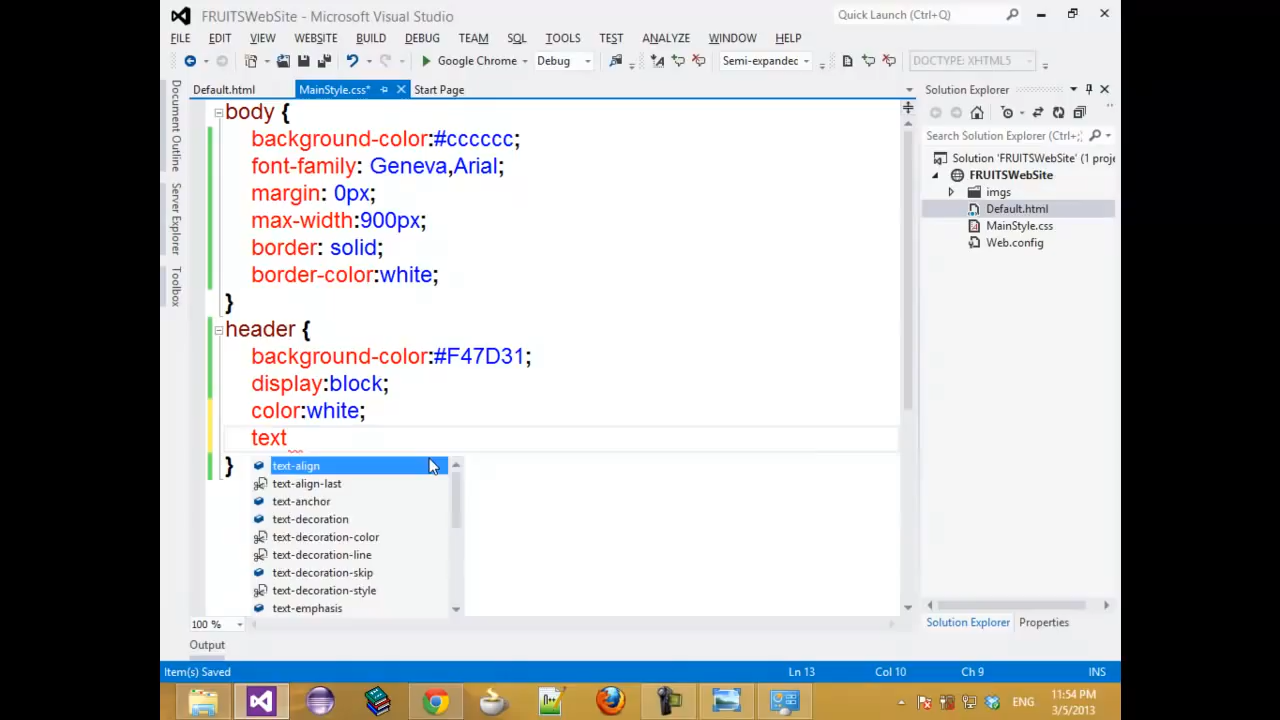 FRUITSWebSite - Microsoft Visual Studio
Quick Launch (Ctrl+Q)
FILE EDIT VIEW WEBSITE BUILD DEBUG TEAM SQL TOOLS TEST ANALYZE WINDOW HELP
Google Chrome Debug Semi-expanded DOCTYPE: XHTML5
Default.html MainStyle.css* Start Page
Document Outline
Server Explorer
Toolbox
body {
background-color:#cccccc;
font-family: Geneva,Arial;
margin: 0px;
max-width:900px;
border: solid;
border-color:white;
}
header {
background-color:#F47D31;
display:block;
color:white;
text
}
text-align
text-align-last
text-anchor
text-decoration
text-decoration-color
text-decoration-line
text-decoration-skip
text-decoration-style
text-emphasis
100 %
Output
Solution Explorer
Search Solution Explorer (Ctrl+;)
Solution 'FRUITSWebSite' (1 proje
FRUITSWebSite
imgs
Default.html
MainStyle.css
Web.config
Solution Explorer Properties
Item(s) Saved Ln 13 Col 10 Ch 9 INS
ENG
11:54 PM
3/5/2013